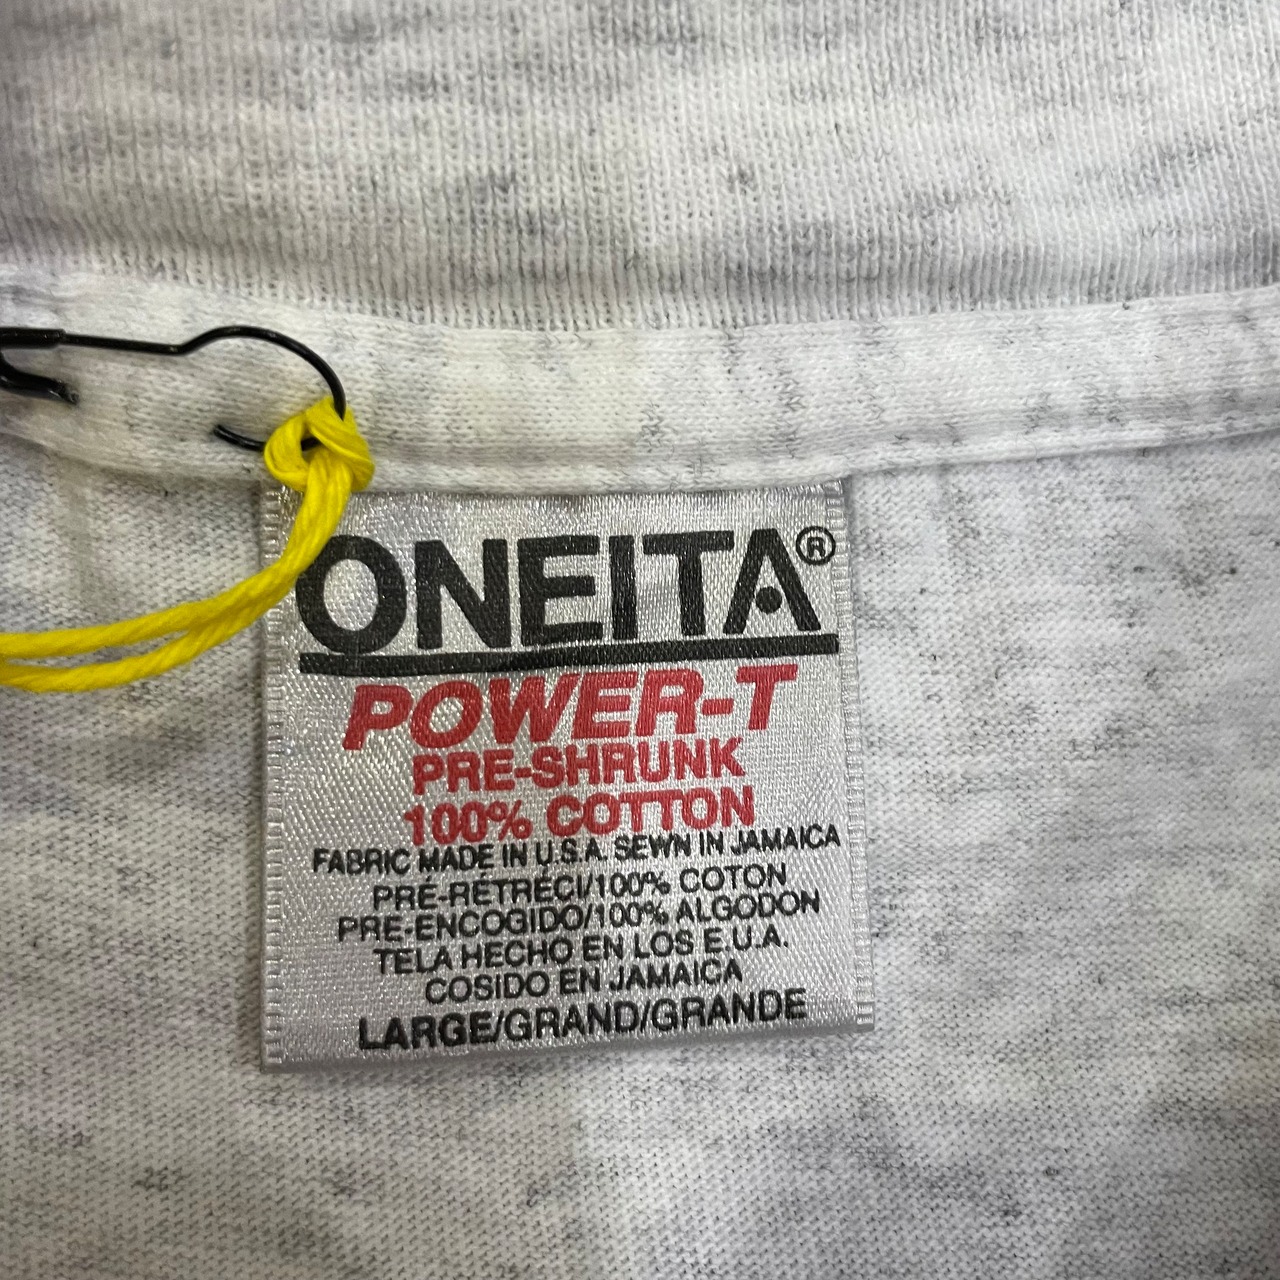 ONEITA®
POWER-T
PRE-SHRUNK
100% COTTON
FABRIC MADE IN U.S.A. SEWN IN JAMAICA
PRÉ-RÉTRÉCI/100% COTON
PRE-ENCOGIDO/100% ALGODON
TELA HECHO EN LOS E.U.A.
COSIDO EN JAMAICA
LARGE/GRAND/GRANDE